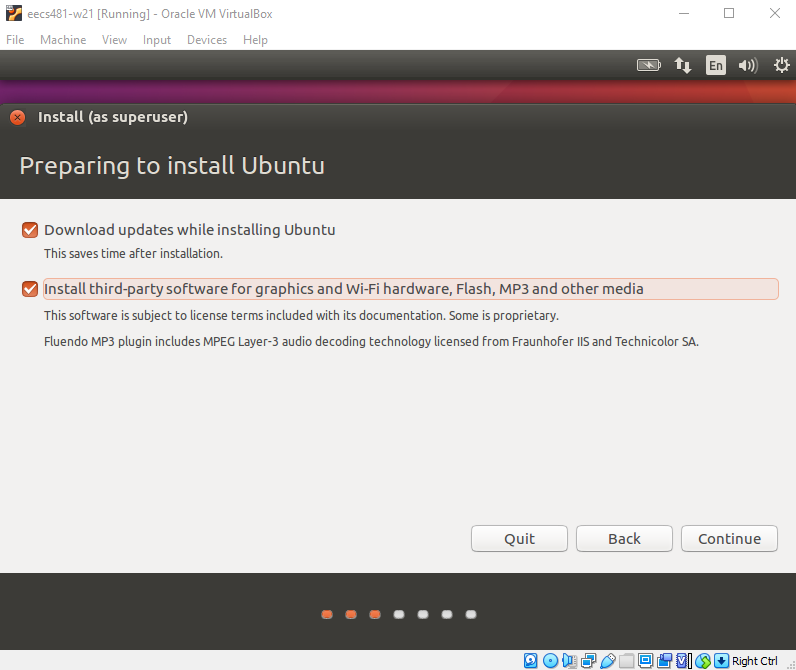 eecs481-w21 [Running] - Oracle VM VirtualBox
File Machine View Input Devices Help
En
Install (as superuser)
Preparing to install Ubuntu
Download updates while installing Ubuntu
This saves time after installation.
Install third-party software for graphics and Wi-Fi hardware, Flash, MP3 and other media
This software is subject to license terms included with its documentation. Some is proprietary.
Fluendo MP3 plugin includes MPEG Layer-3 audio decoding technology licensed from Fraunhofer IIS and Technicolor SA.
Quit Back Continue
Right Ctrl